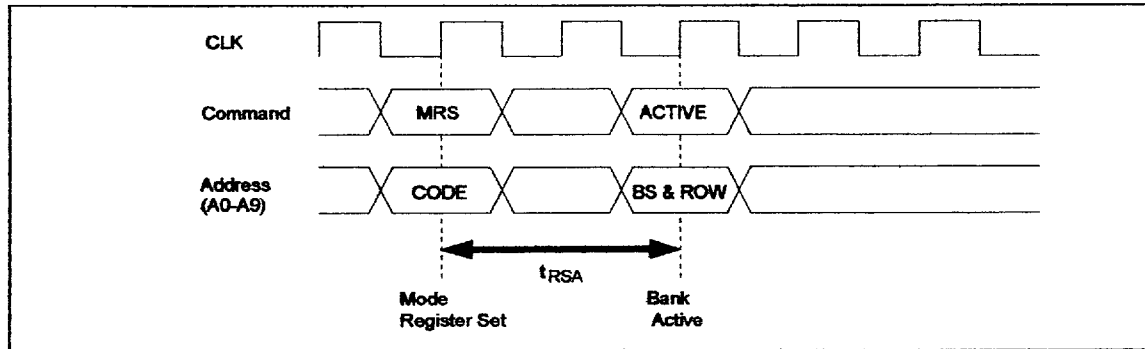 CLK
Command
MRS
ACTIVE
Address
(A0-A9)
CODE
BS & ROW
tRSA
Mode
Register Set
Bank
Active